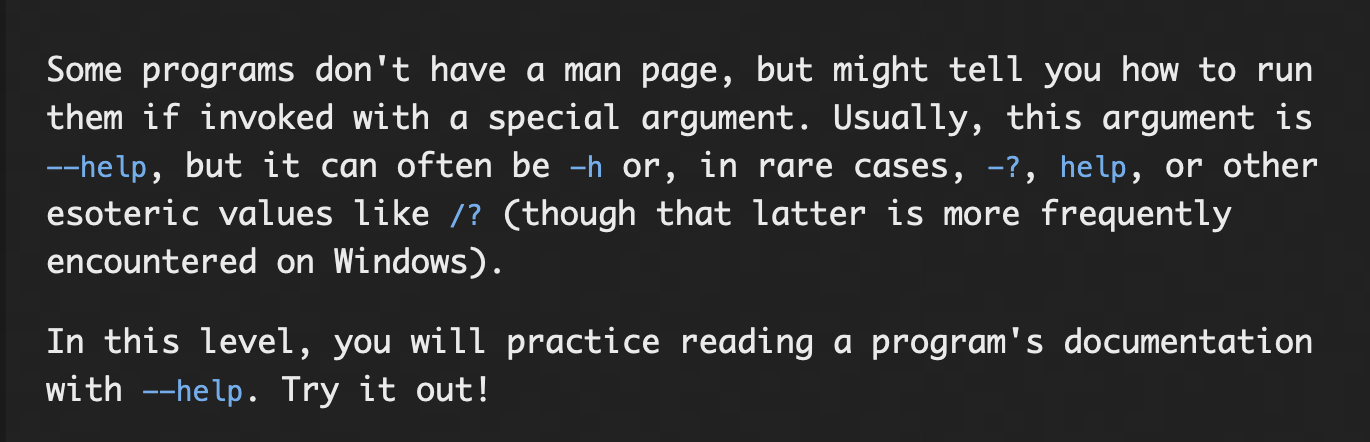 Some programs don't have a man page, but might tell you how to run
them if invoked with a special argument. Usually, this argument is
--help, but it can often be -h or, in rare cases, -?, help, or other
esoteric values like /? (though that latter is more frequently
encountered on Windows).
In this level, you will practice reading a program's documentation
with --help. Try it out!